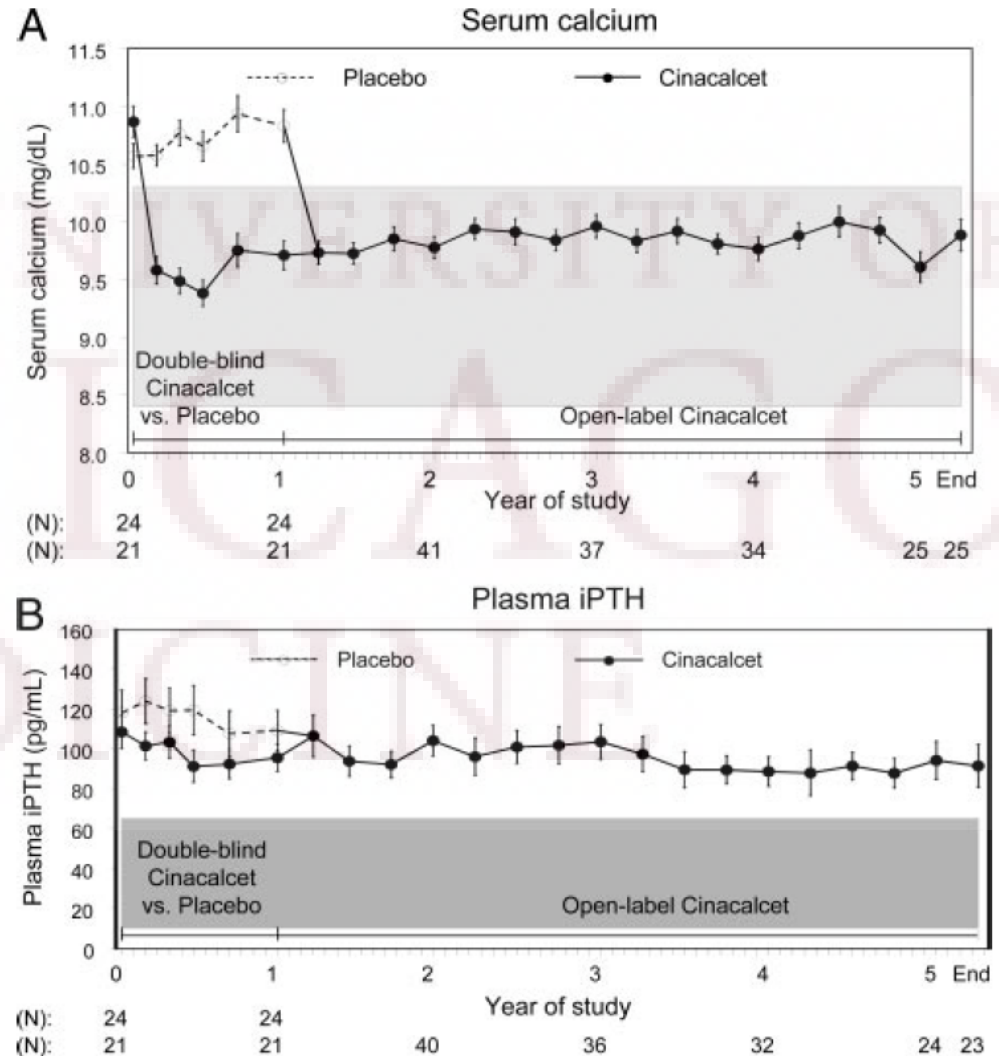 A
Serum calcium
Placebo
Cinacalcet
Serum calcium (mg/dL)
11.5
11.0
10.5
10.0
9.5
9.0
8.5
8.0
Double-blind
Cinacalcet
vs. Placebo
Open-label Cinacalcet
0 1 2 3 4 5 End
Year of study
(N): 24 24
(N): 21 21 41 37 34 25 25
B
Plasma iPTH
Placebo
Cinacalcet
Plasma iPTH (pg/mL)
160
140
120
100
80
60
40
20
0
Double-blind
Cinacalcet
vs. Placebo
Open-label Cinacalcet
0 1 2 3 4 5 End
Year of study
(N): 24 24
(N): 21 21 40 36 32 24 23